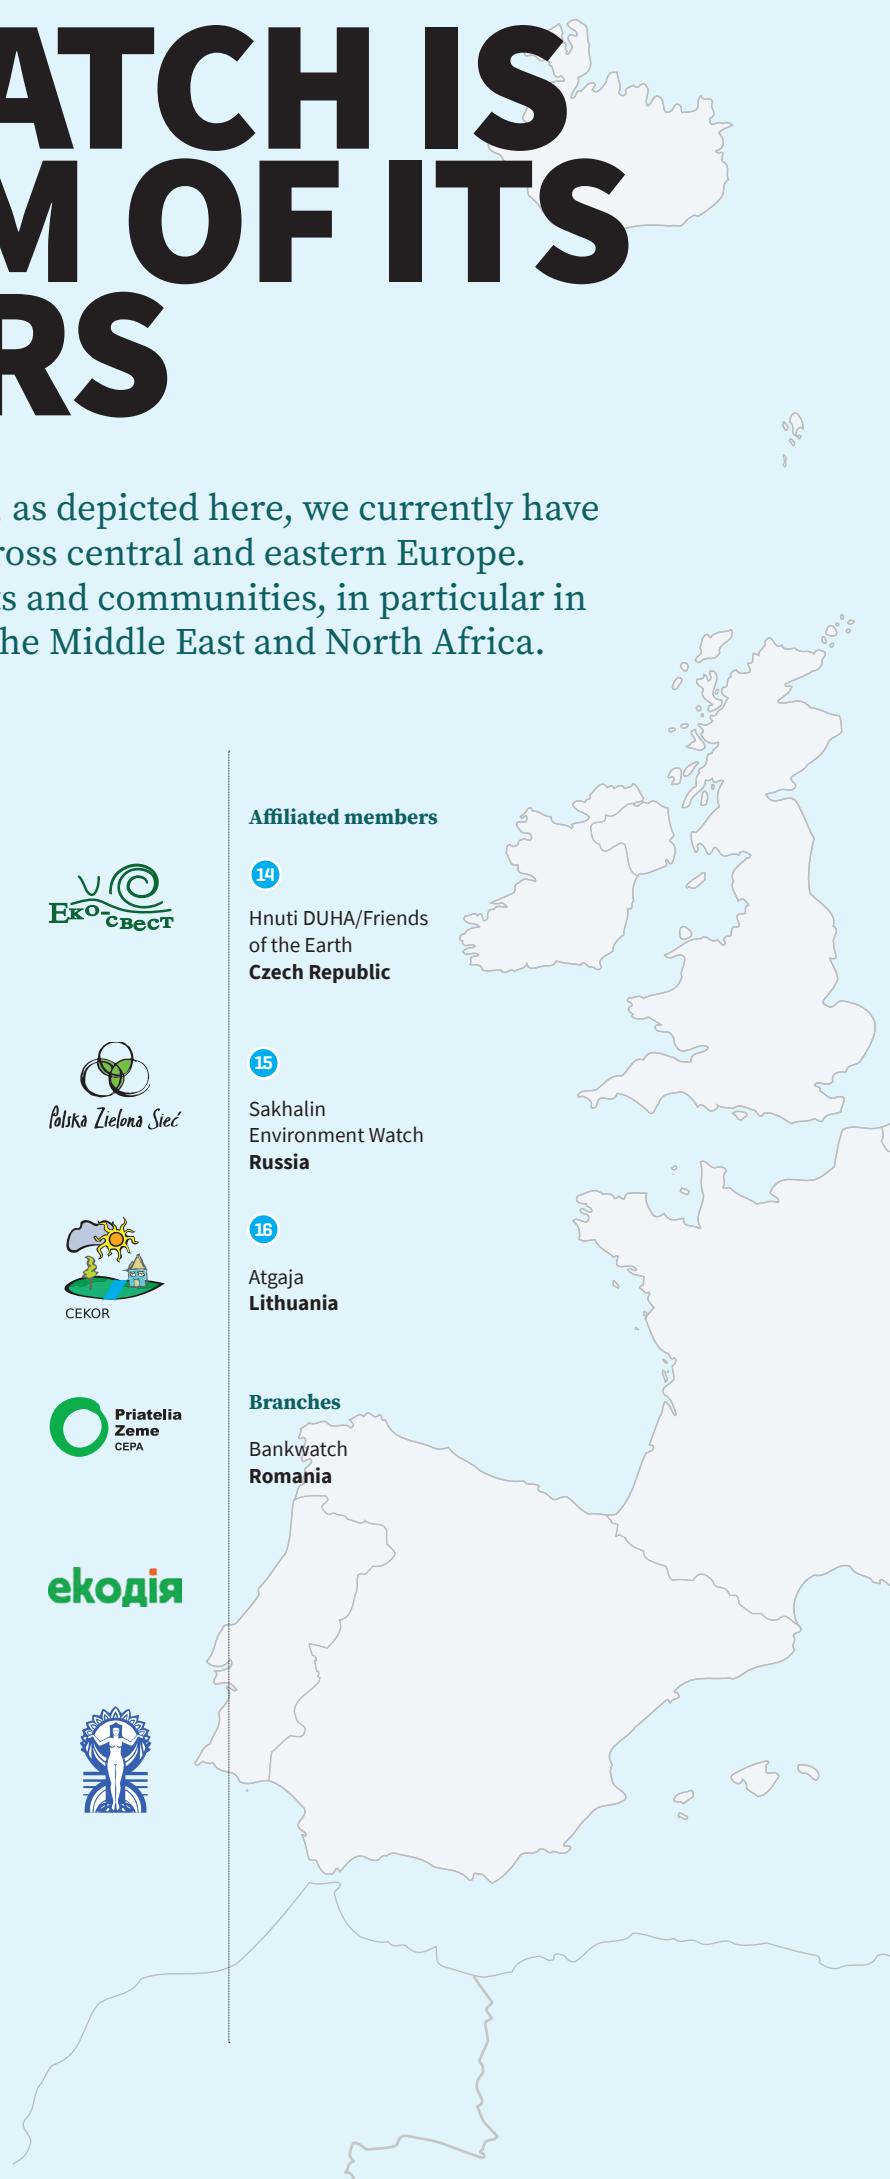 ATCH IS
M OF ITS
RS
as depicted here, we currently have
ross central and eastern Europe.
s and communities, in particular in
he Middle East and North Africa.
Еко-свест
Polska Zielona Sieć
CEKOR
Priatelia
Zeme
CEPA
екодія
Affiliated members
14
Hnuti DUHA/Friends
of the Earth
Czech Republic
15
Sakhalin
Environment Watch
Russia
16
Atgaja
Lithuania
Branches
Bankwatch
Romania